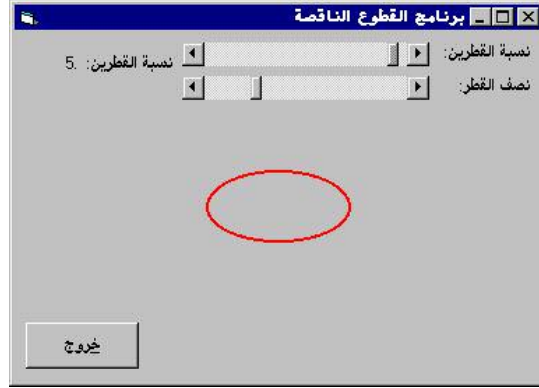 برنامج القطوع الناقصة
نسبة القطرين:
نسبة القطرين: .5
نصف القطر:
خروج